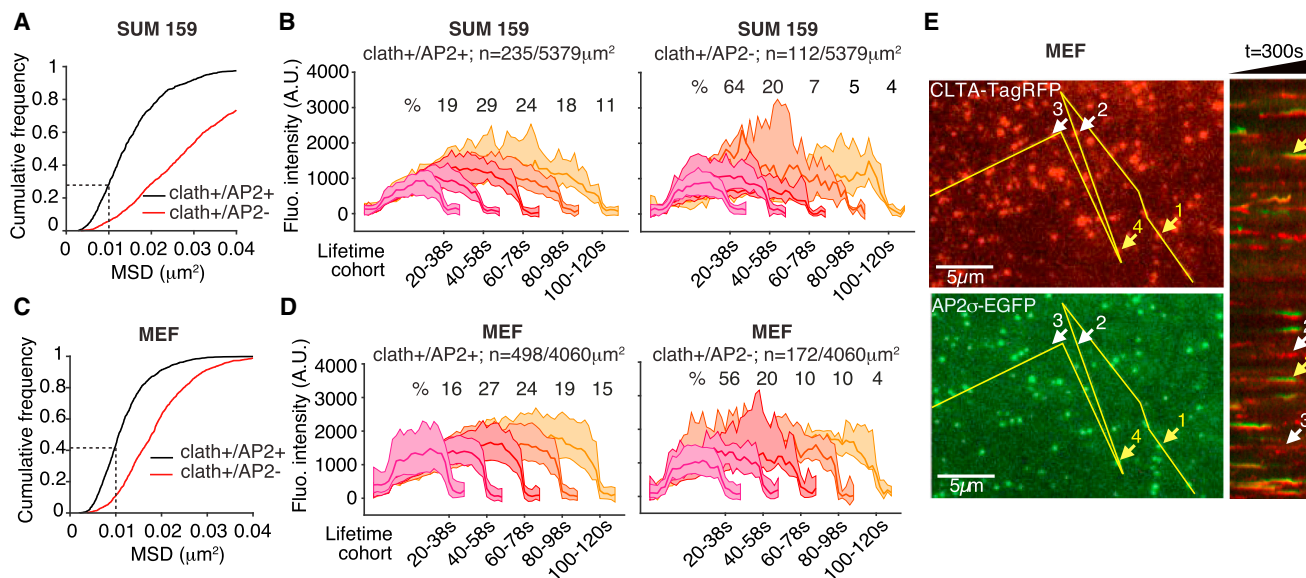 A
SUM 159
Cumulative frequency
1
0.8
0.6
0.4
0.2
0
clath+/AP2+
clath+/AP2-
0 0.01 0.02 0.03 0.04
MSD (μm²)
B
SUM 159
clath+/AP2+; n=235/5379μm²
Fluo. intensity (A.U.)
4000
3000
2000
1000
0
% 19 29 24 18 11
Lifetime
cohort
20-38s
40-58s
60-78s
80-98s
100-120s
SUM 159
clath+/AP2-; n=112/5379μm²
% 64 20 7 5 4
20-38s
40-58s
60-78s
80-98s
100-120s
C
MEF
Cumulative frequency
1
0.8
0.6
0.4
0.2
0
clath+/AP2+
clath+/AP2-
0 0.01 0.02 0.03 0.04
MSD (μm²)
D
MEF
clath+/AP2+; n=498/4060μm²
Fluo. intensity (A.U.)
4000
3000
2000
1000
0
% 16 27 24 19 15
Lifetime
cohort
20-38s
40-58s
60-78s
80-98s
100-120s
MEF
clath+/AP2-; n=172/4060μm²
% 56 20 10 10 4
20-38s
40-58s
60-78s
80-98s
100-120s
E
MEF
t=300s
CLTA-TagRFP
3 2
1
4
5μm
AP2σ-EGFP
3 2
1
4
5μm
3